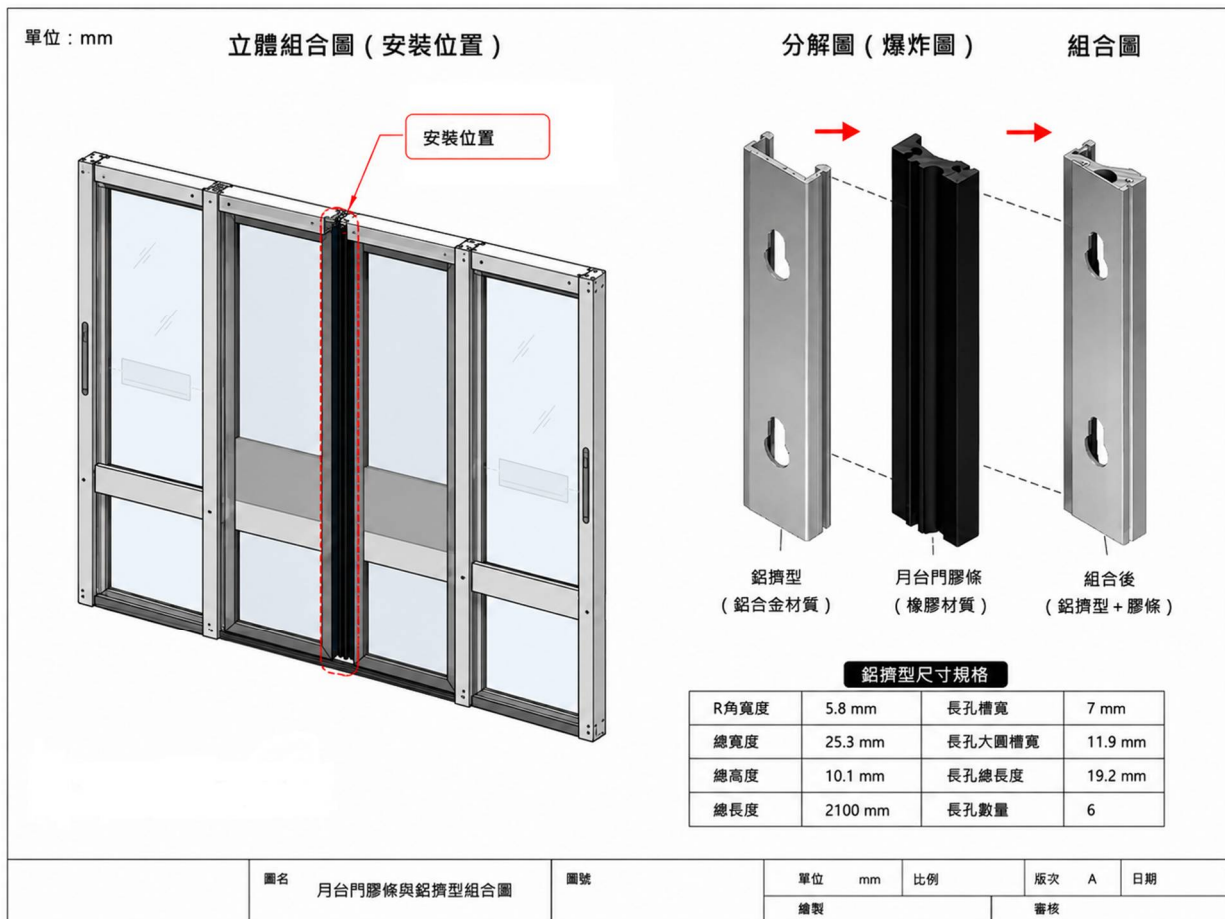 單位：mm
立體組合圖（安裝位置）
分解圖（爆炸圖）
組合圖
安裝位置
鋁擠型
（鋁合金材質）
月台門膠條
（橡膠材質）
組合後
（鋁擠型+膠條）
鋁擠型尺寸規格
R角寬度 5.8 mm 長孔槽寬 7 mm
總寬度 25.3 mm 長孔大圓槽寬 11.9 mm
總高度 10.1 mm 長孔總長度 19.2 mm
總長度 2100 mm 長孔數量 6
圖名 月台門膠條與鋁擠型組合圖 圖號
單位 mm 比例 版次 A 日期
繪製 審核